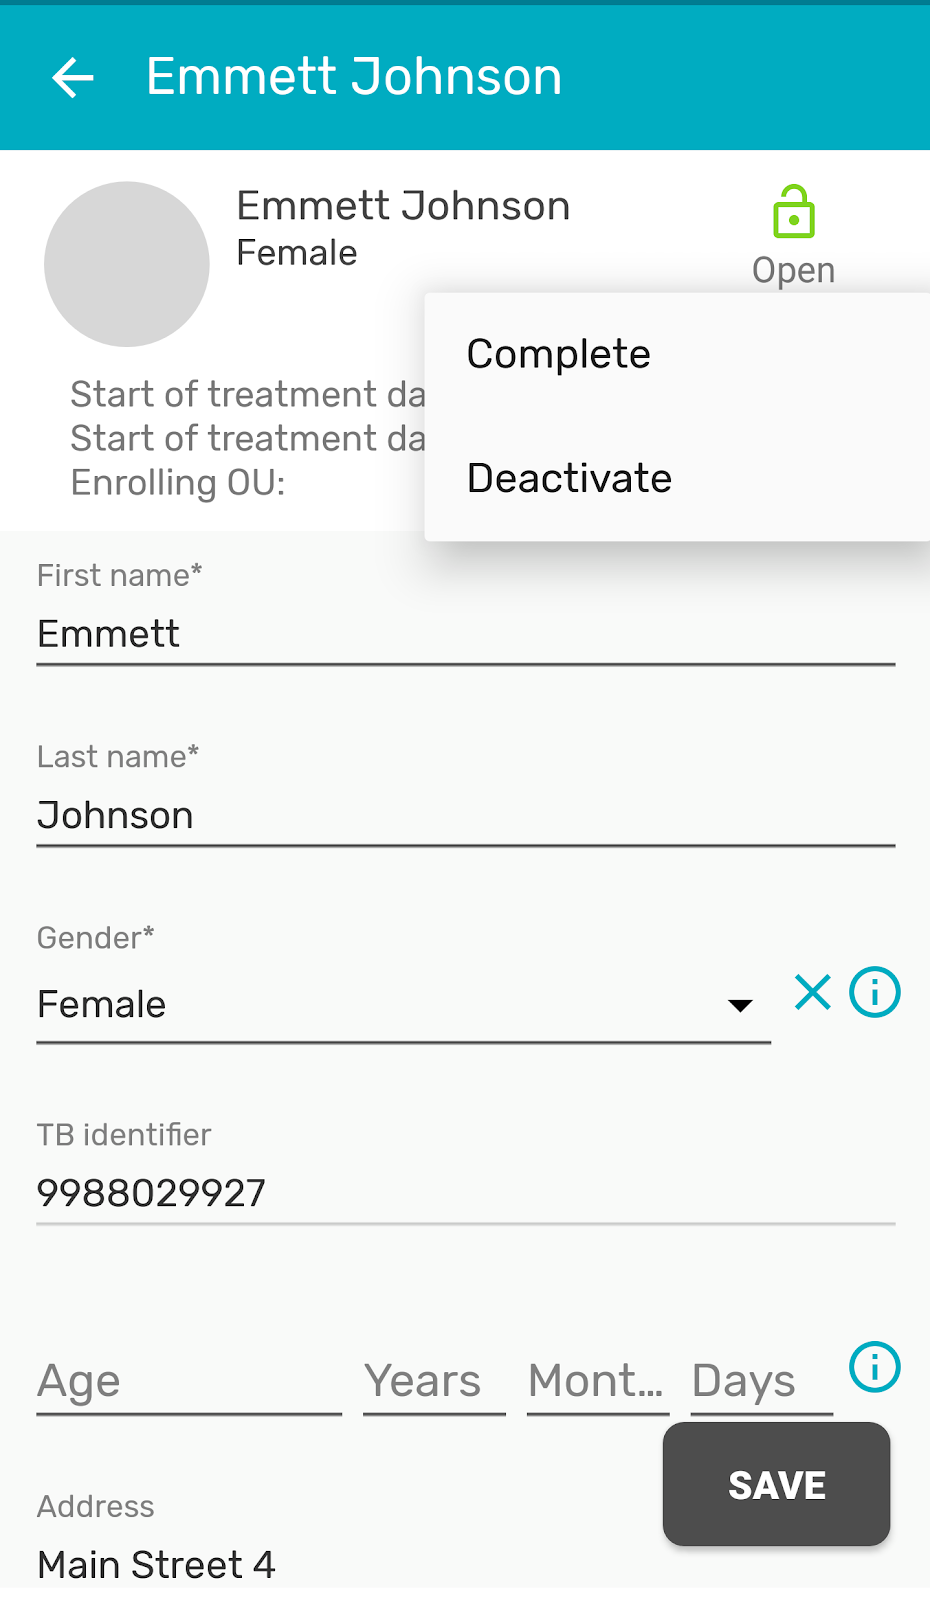 Emmett Johnson
Emmett Johnson
Female
Open
Complete
Deactivate
Start of treatment da
Start of treatment da
Enrolling OU:
First name*
Emmett
Last name*
Johnson
Gender*
Female
TB identifier
9988029927
Age Years Mont... Days
SAVE
Address
Main Street 4